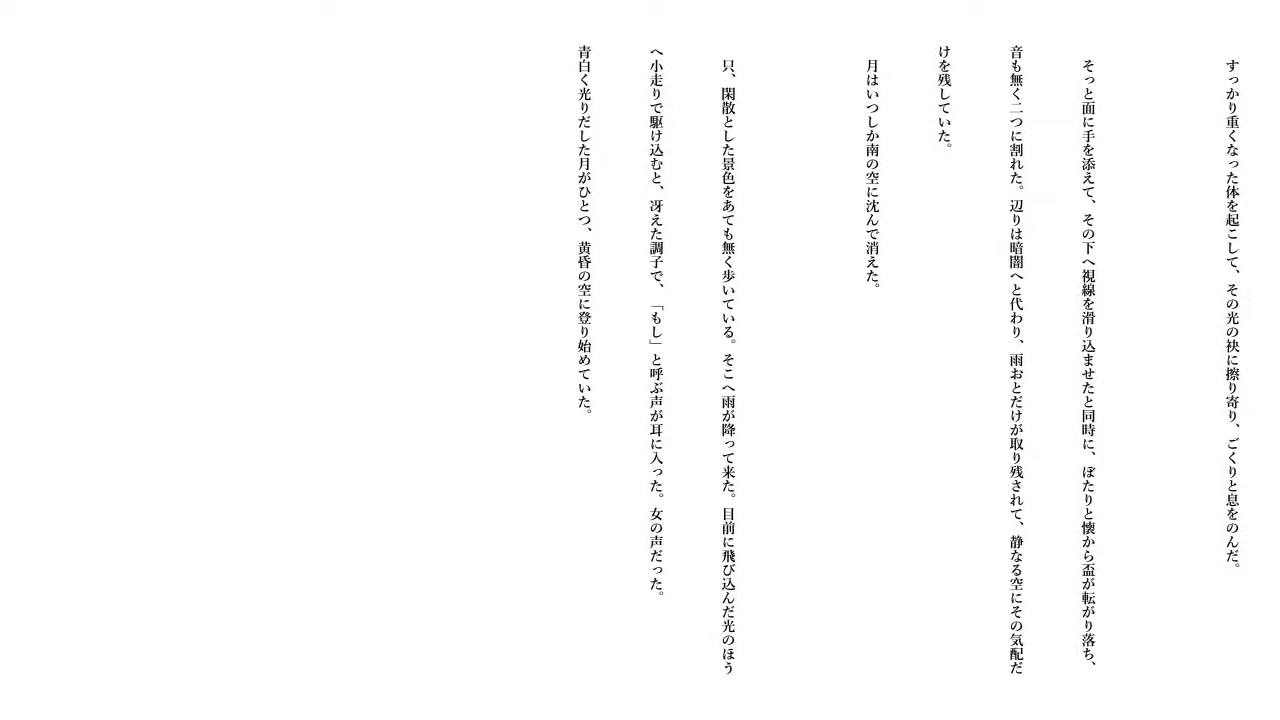 すっかり重くなった体を起こして、その光の袂に擦り寄り、ごくりと息をのんだ。
そっと面に手を添えて、その下へ視線を滑り込ませたと同時に、ぽたりと懐から盃が転がり落ち、
音も無く二つに割れた。辺りは暗闇へと代わり、雨おとだけが取り残されて、静なる空にその気配だ
けを残していた。
月はいつしか南の空に沈んで消えた。
只、閑散とした景色をあても無く歩いている。そこへ雨が降って来た。目前に飛び込んだ光のほう
へ小走りで駆け込むと、冴えた調子で、「もし」と呼ぶ声が耳に入った。女の声だった。
青白く光りだした月がひとつ、黄昏の空に登り始めていた。